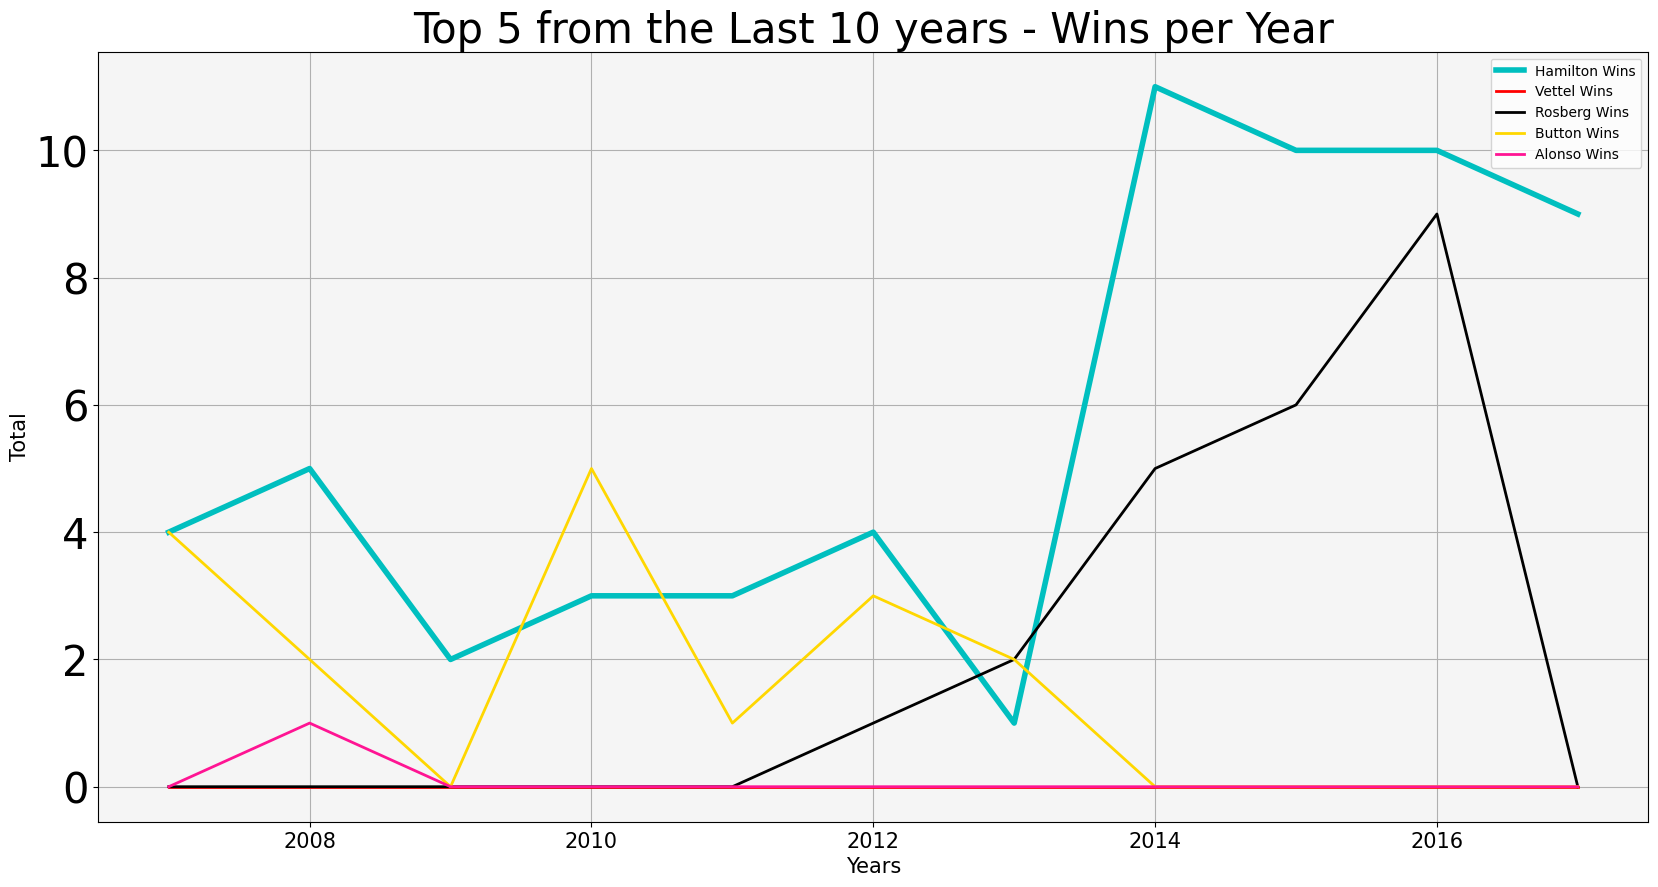 Top 5 from the Last 10 years - Wins per Year
Hamilton Wins
Vettel Wins
Rosberg Wins
Button Wins
Alonso Wins
10
8
6
4
2
0
Total
2008 2010 2012 2014 2016
Years